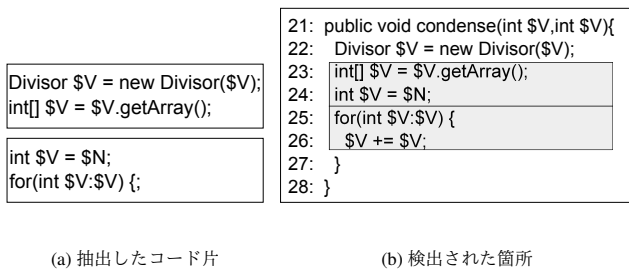 Divisor $V = new Divisor($V);
int[] $V = $V.getArray();
int $V = $N;
for(int $V:$V) {;
(a) 抽出したコード片
21: public void condense(int $V,int $V){
22: Divisor $V = new Divisor($V);
23: int[] $V = $V.getArray();
24: int $V = $N;
25: for(int $V:$V) {
26: $V += $V;
27: }
28: }
(b) 検出された箇所